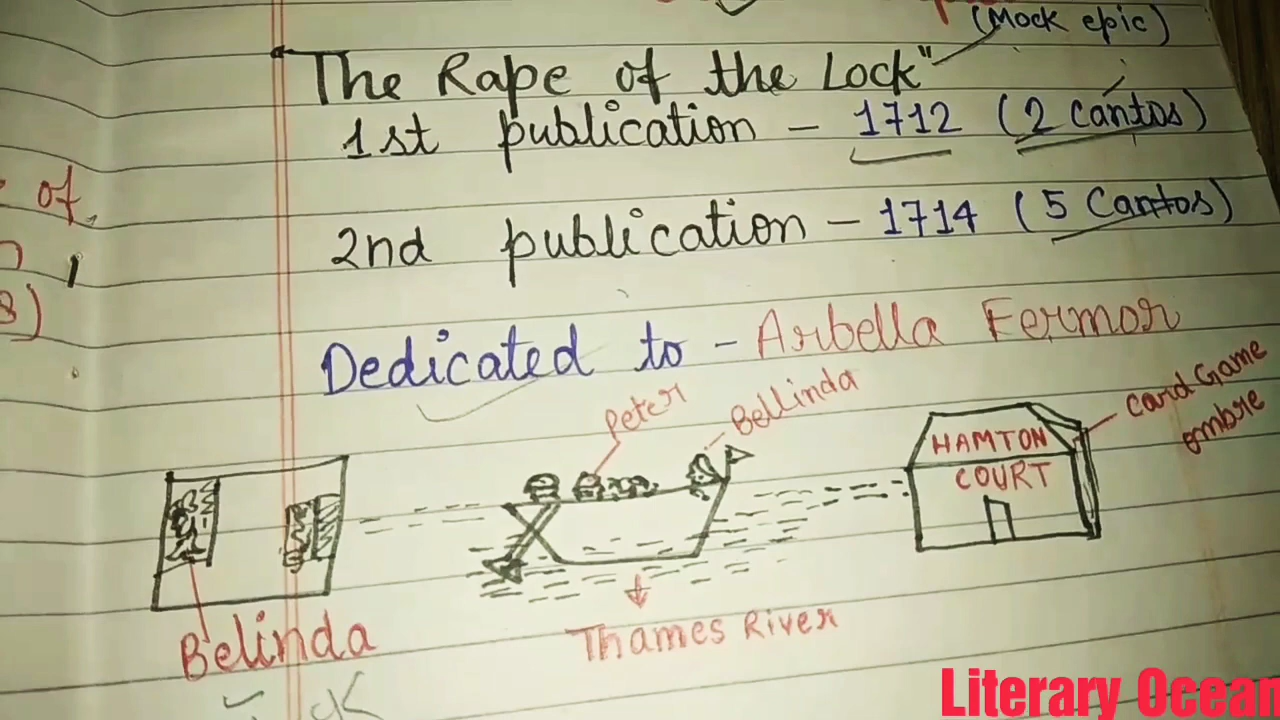 (Mock epic)
"The Rape of the Lock"
1st publication – 1712 (2 Cantos)
of
2nd publication – 1714 (5 Cantos)
Dedicated to – Arbella Fermor
Peter
Bellinda
Card Game
ombre
HAMTON
COURT
Belinda
Thames River
Literary Ocean